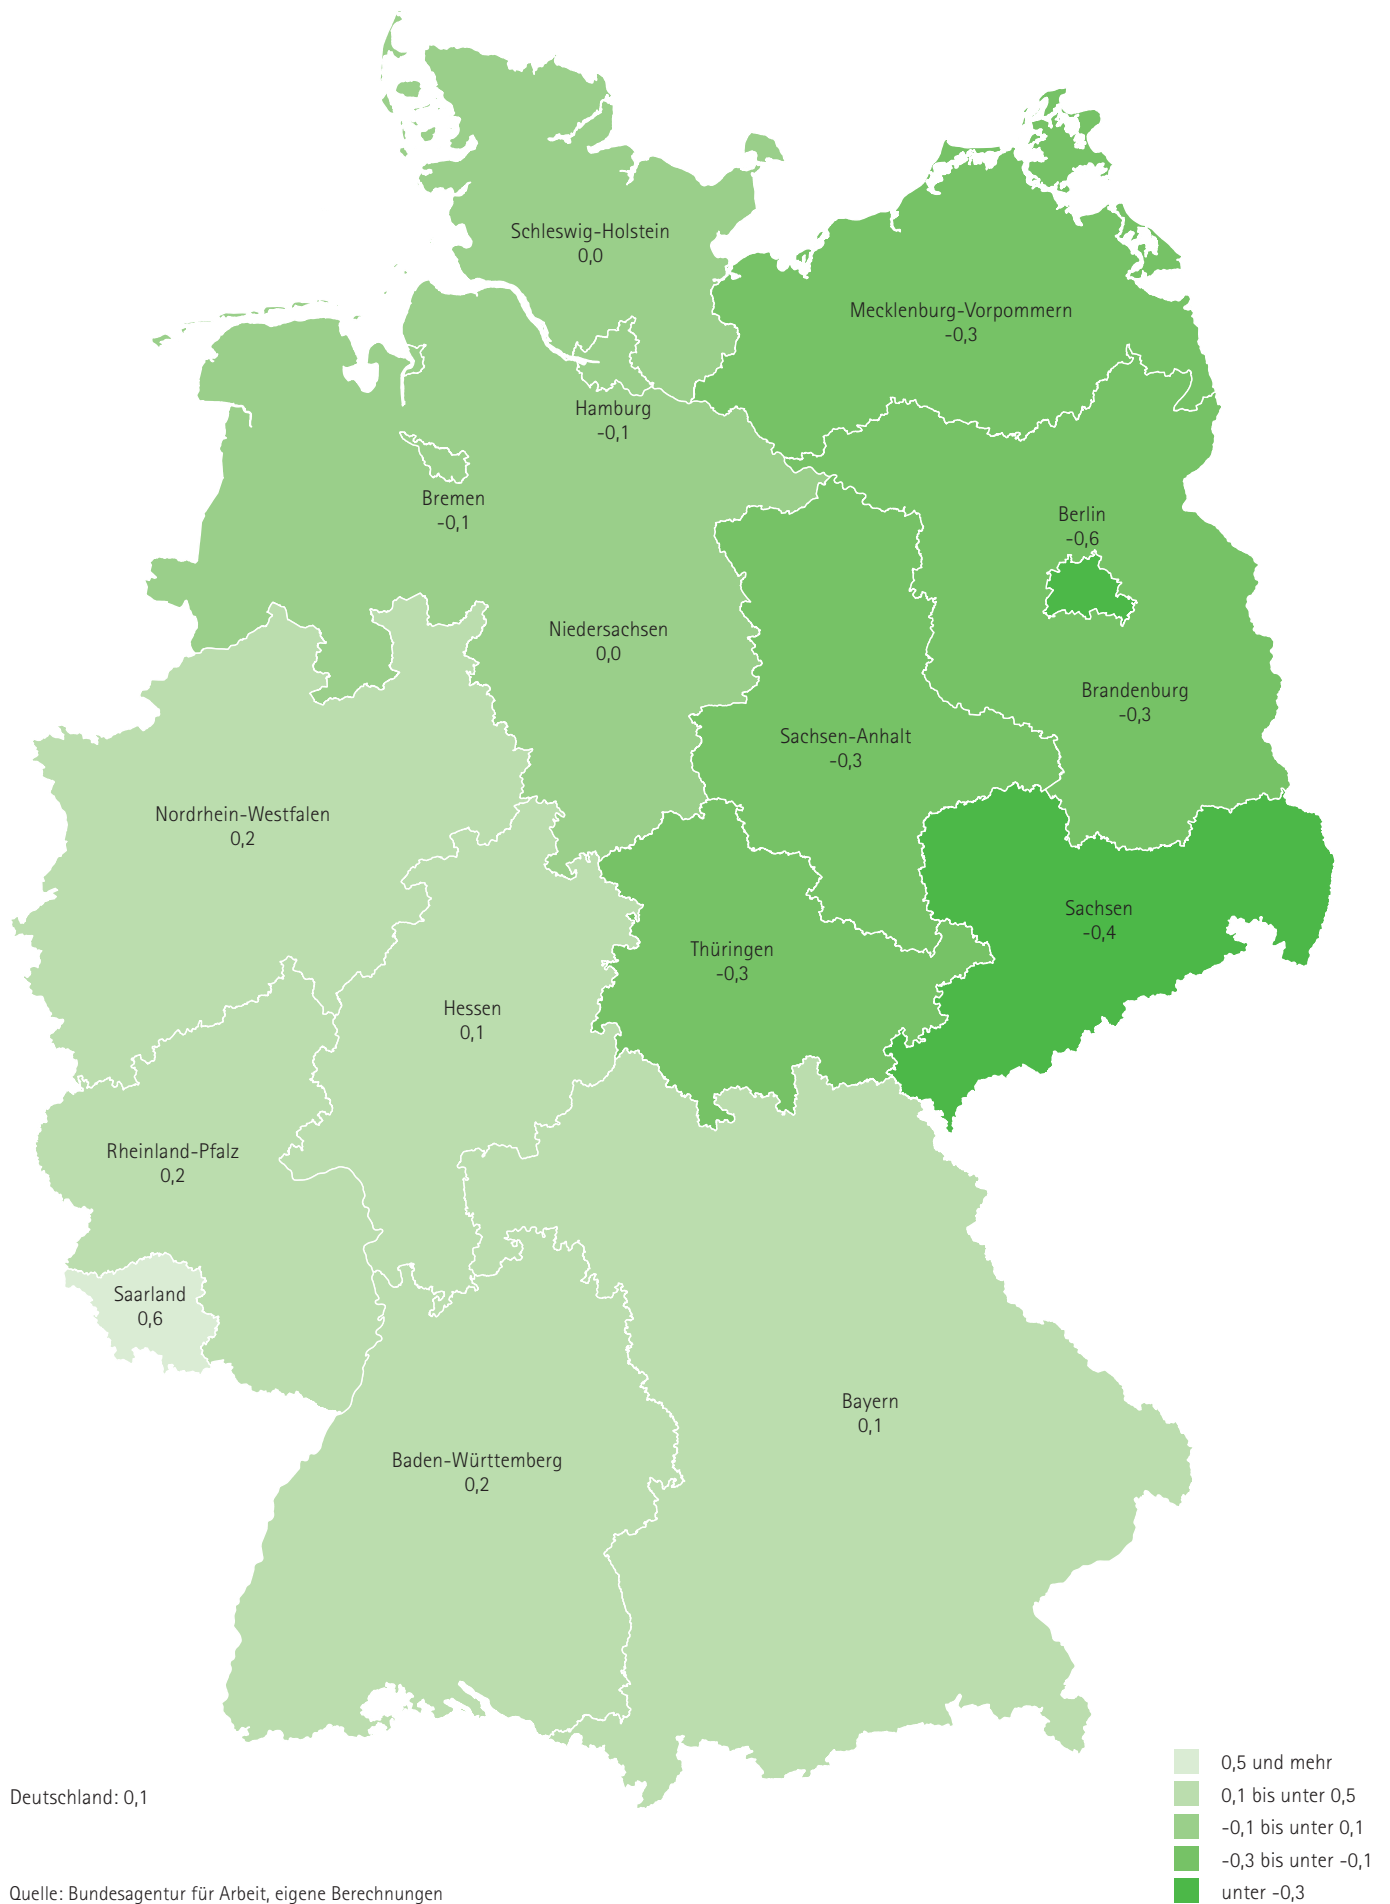 Schleswig-Holstein
0,0
Mecklenburg-Vorpommern
-0,3
Hamburg
-0,1
Bremen
-0,1
Berlin
-0,6
Niedersachsen
0,0
Brandenburg
-0,3
Sachsen-Anhalt
-0,3
Nordrhein-Westfalen
0,2
Sachsen
-0,4
Thüringen
-0,3
Hessen
0,1
Rheinland-Pfalz
0,2
Saarland
0,6
Bayern
0,1
Baden-Württemberg
0,2
0,5 und mehr
0,1 bis unter 0,5
-0,1 bis unter 0,1
-0,3 bis unter -0,1
unter -0,3
Deutschland: 0,1
Quelle: Bundesagentur für Arbeit, eigene Berechnungen